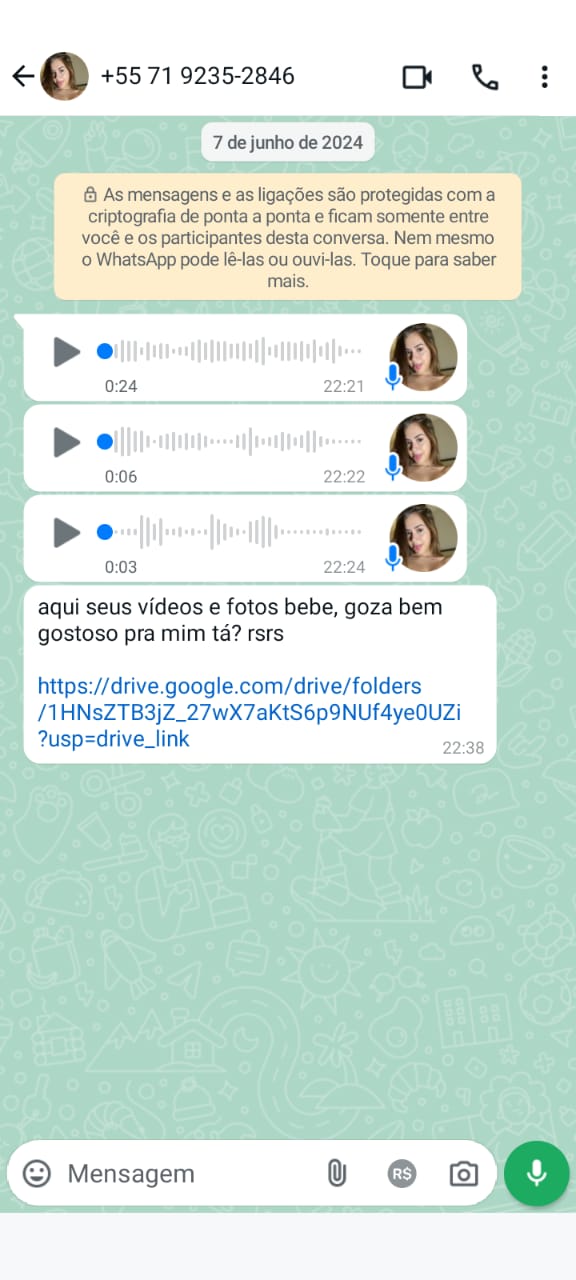 +55 71 9235-2846
7 de junho de 2024
As mensagens e as ligações são protegidas com a
criptografia de ponta a ponta e ficam somente entre
você e os participantes desta conversa. Nem mesmo
o WhatsApp pode lê-las ou ouvi-las. Toque para saber
mais.
0:24 22:21
0:06 22:22
0:03 22:24
aqui seus vídeos e fotos bebe, goza bem
gostoso pra mim tá? rsrs
https://drive.google.com/drive/folders
/1HNsZTB3jZ_27wX7aKtS6p9NUf4ye0UZi
?usp=drive_link
22:38
Mensagem
R$